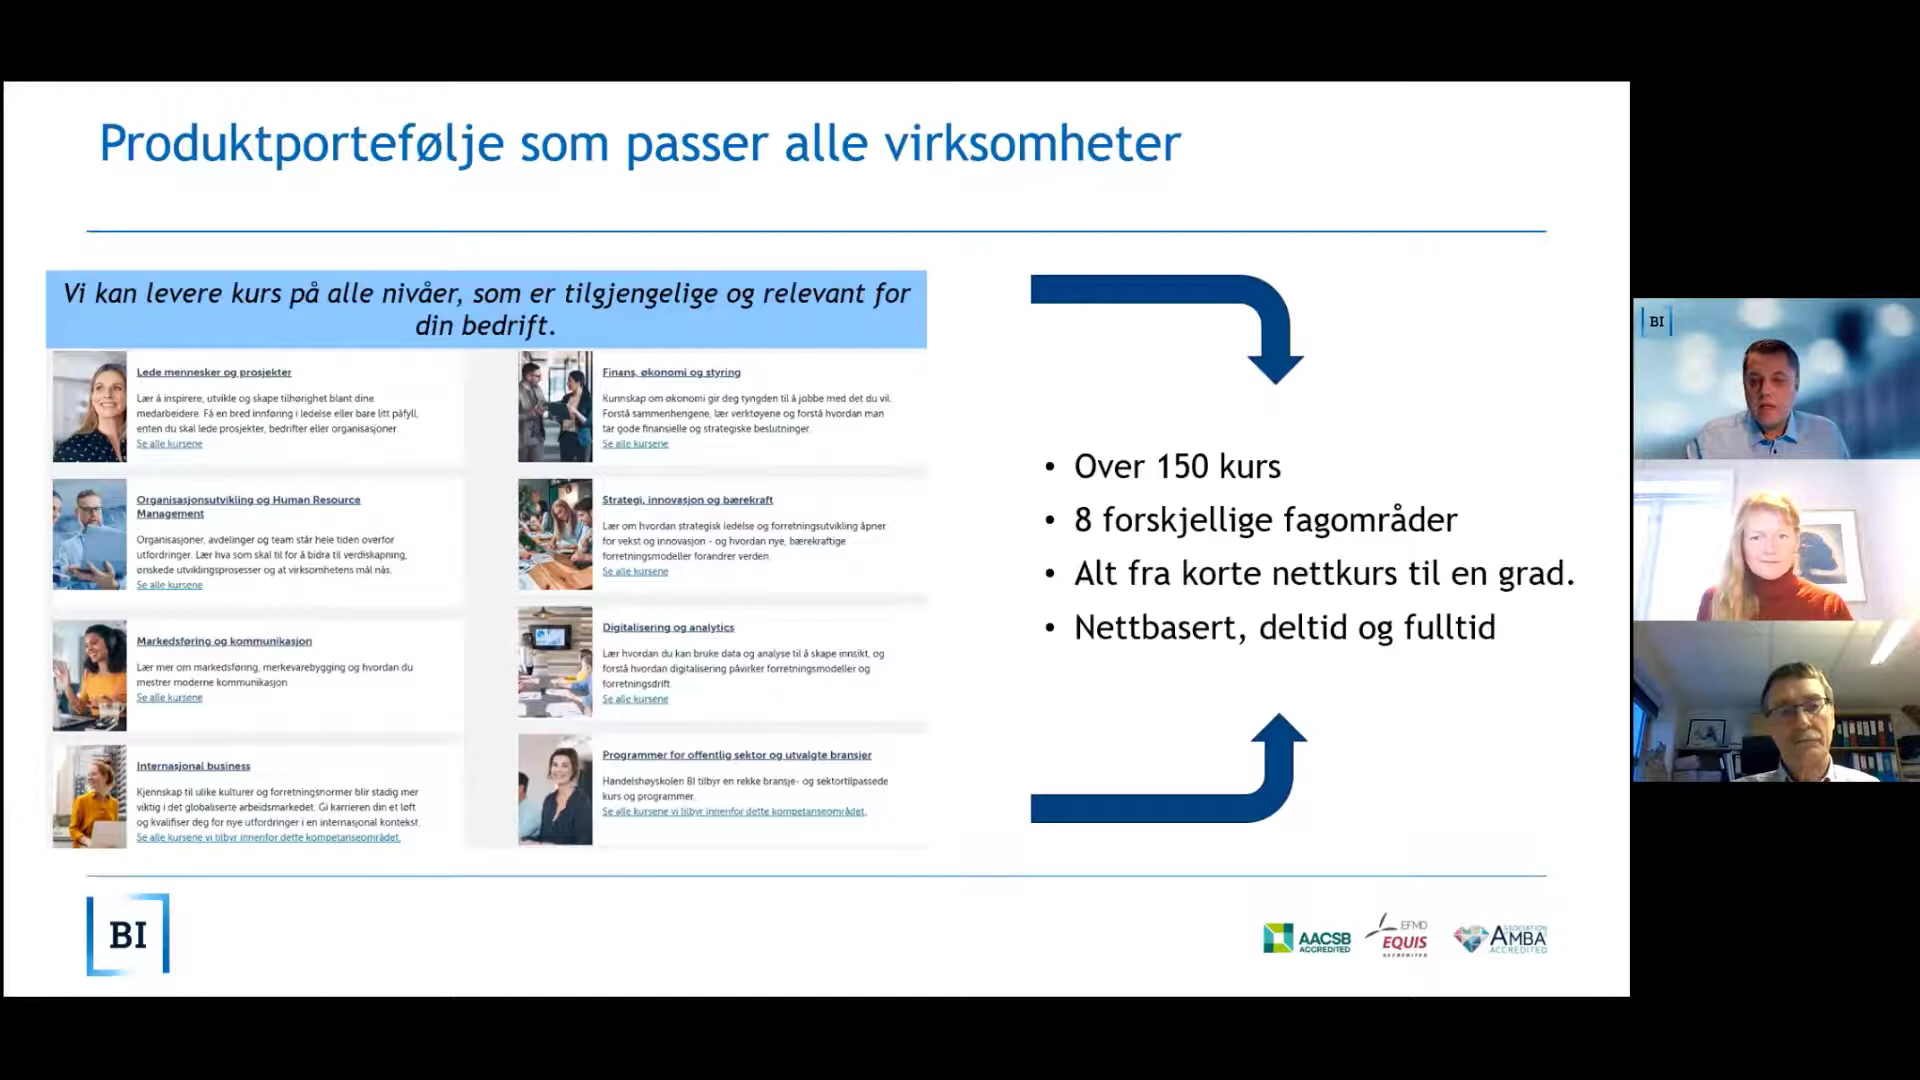 Produktportefølje som passer alle virksomheter
Vi kan levere kurs på alle nivåer, som er tilgjengelige og relevant for
din bedrift.
Lede mennesker og prosjekter
Lær å inspirere, utvikle og skape tilhørighet blant dine
medarbeidere. Få en bred innføring i ledelse eller bare litt påfyll,
enten du skal lede prosjekter, bedrifter eller organisasjoner
Se alle kursene
Organisasjonsutvikling og Human Resource
Management
Organisasjoner, avdelinger og team står hele tiden overfor
utfordringer. Lær hva som skal til for å bidra til verdiskapning,
ønskede utviklingsprosesser og at virksomhetens mål nås.
Se alle kursene
Markedsføring og kommunikasjon
Lær mer om markedsføring, merkevarebygging og hvordan du
mestrer moderne kommunikasjon
Se alle kursene
Internasjonal business
Kjennskap til ulike kulturer og forretningsnormer blir stadig mer
viktig i det globaliserte arbeidsmarkedet. Gi karrieren din et løft
og kvalifiser deg for nye utfordringer i en internasjonal kontekst.
Se alle kursene vi tilbyr innenfor dette kompetanseområdet.
Finans, økonomi og styring
Kunnskap om økonomi gir deg tyngden til å jobbe med det du vil.
Forstå sammenhengene, lær verktøyene og forstå hvordan man
tar gode finansielle og strategiske beslutninger.
Se alle kursene
Strategi, innovasjon og bærekraft
Lær om hvordan strategisk ledelse og forretningsutvikling åpner
for vekst og innovasjon - og hvordan nye, bærekraftige
forretningsmodeller forandrer verden.
Se alle kursene
Digitalisering og analytics
Lær hvordan du kan bruke data og analyse til å skape innsikt, og
forstå hvordan digitalisering påvirker forretningsmodeller og
forretningsdrift
Se alle kursene
Programmer for offentlig sektor og utvalgte bransjer
Handelshøyskolen BI tilbyr en rekke bransje- og sektortilpassede
kurs og programmer.
Se alle kursene vi tilbyr innenfor dette kompetanseområdet.
• Over 150 kurs
• 8 forskjellige fagområder
• Alt fra korte nettkurs til en grad.
• Nettbasert, deltid og fulltid
BI
BI
AACSB
ACCREDITED
EFMD
EQUIS
ACCREDITED
ASSOCIATION
AMBA
ACCREDITED